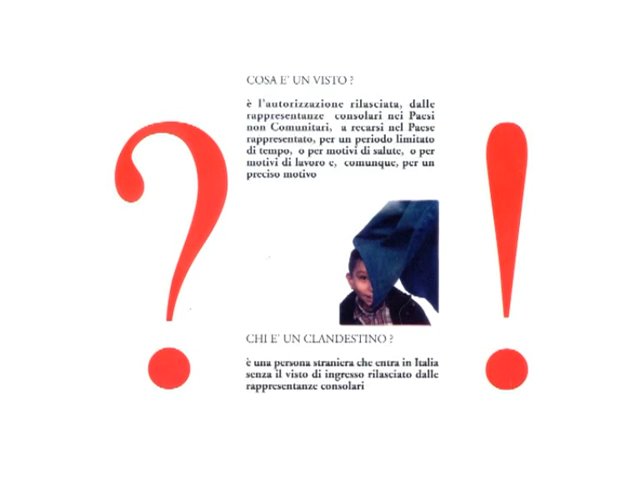 COSA E' UN VISTO ?
è l'autorizzazione rilasciata, dalle
rappresentanze consolari nei Paesi
non Comunitari, a recarsi nel Paese
rappresentato, per un periodo limitato
di tempo, o per motivi di salute, o per
motivi di lavoro e, comunque, per un
preciso motivo
? !
CHI E' UN CLANDESTINO ?
è una persona straniera che entra in Italia
senza il visto di ingresso rilasciato dalle
rappresentanze consolari